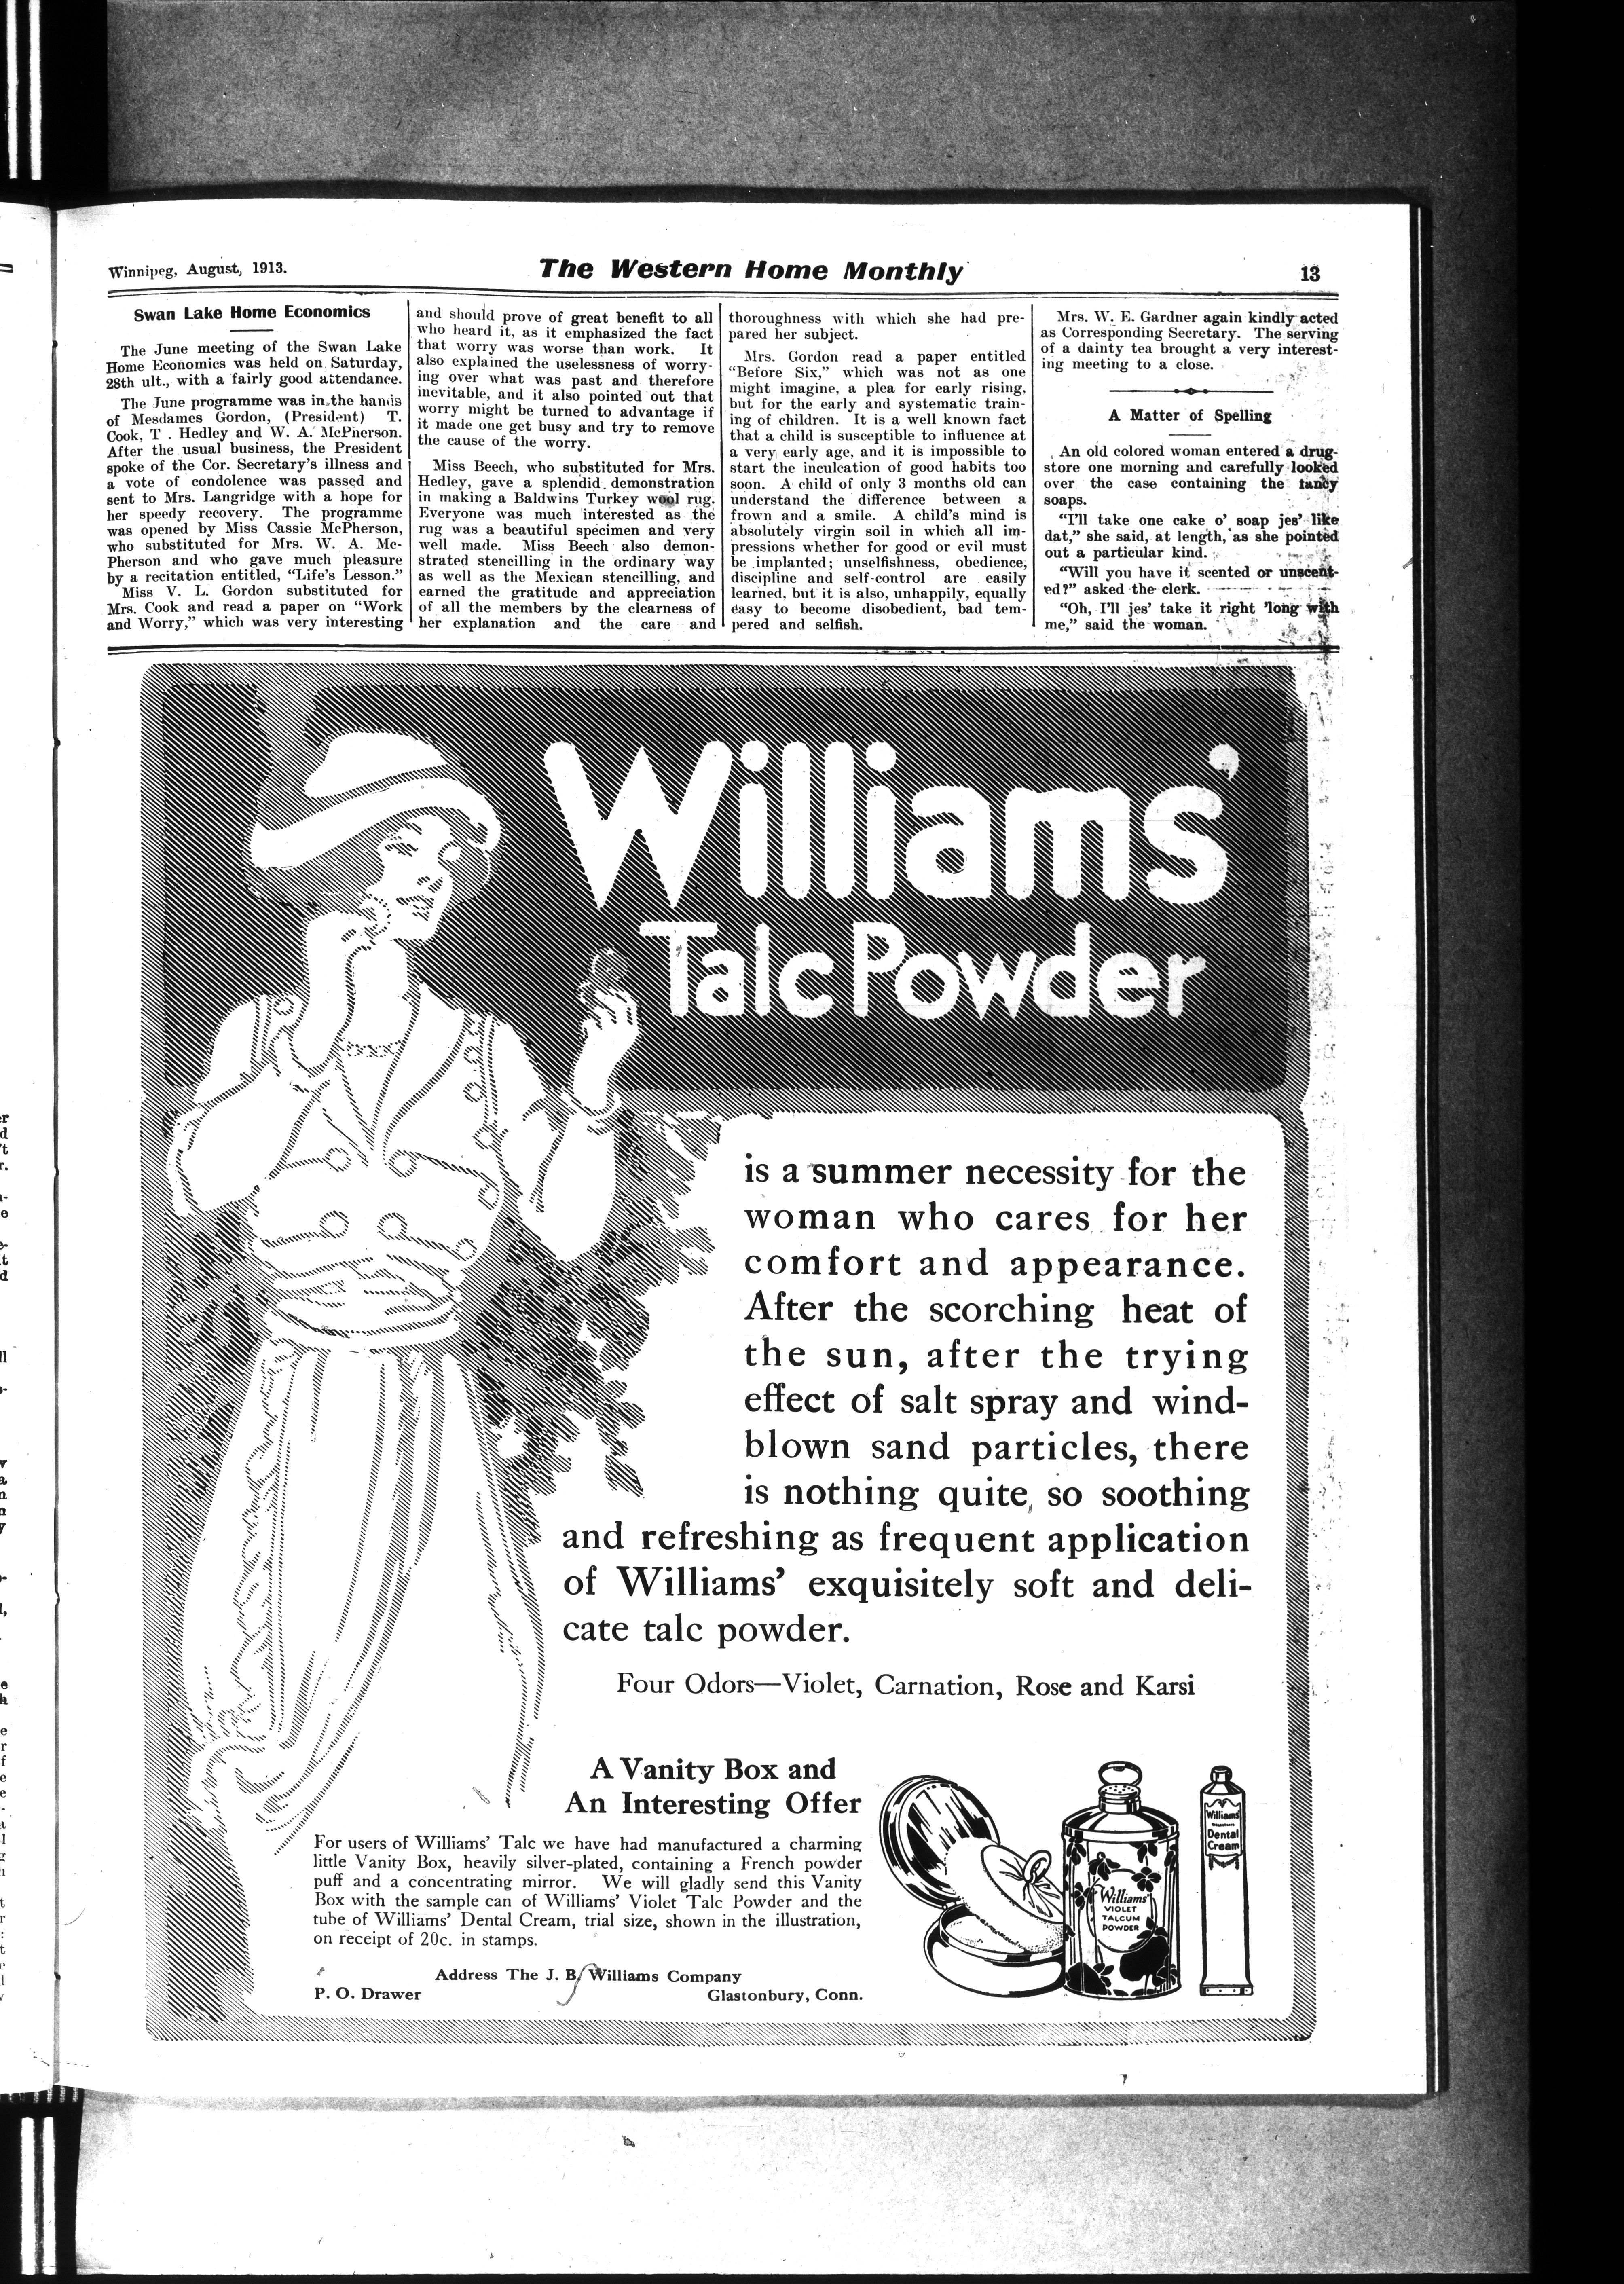 Winnipeg, August, 1913.
The Western Home Monthly
13
Swan Lake Home Economics
The June meeting of the Swan Lake
Home Economics was held on Saturday,
28th ult., with a fairly good attendance.
The June programme was in the hands
of Mesdames Gordon, (President) T.
Cook, T . Hedley and W. A. McPherson.
After the usual business, the President
spoke of the Cor. Secretary's illness and
a vote of condolence was passed and
sent to Mrs. Langridge with a hope for
her speedy recovery. The programme
was opened by Miss Cassie McPherson,
who substituted for Mrs. W. A. Mc-
Pherson and who gave much pleasure
by a recitation entitled, "Life's Lesson."
Miss V. L. Gordon substituted for
Mrs. Cook and read a paper on "Work
and Worry," which was very interesting
and should prove of great benefit to all
who heard it, as it emphasized the fact
that worry was worse than work. It
also explained the uselessness of worry-
ing over what was past and therefore
inevitable, and it also pointed out that
worry might be turned to advantage if
it made one get busy and try to remove
the cause of the worry.
Miss Beech, who substituted for Mrs.
Hedley, gave a splendid demonstration
in making a Baldwins Turkey wool rug.
Everyone was much interested as the
rug was a beautiful specimen and very
well made. Miss Beech also demon-
strated stencilling in the ordinary way
as well as the Mexican stencilling, and
earned the gratitude and appreciation
of all the members by the clearness of
her explanation and the care and
thoroughness with which she had pre-
pared her subject.
Mrs. Gordon read a paper entitled
"Before Six," which was not as one
might imagine, a plea for early rising,
but for the early and systematic train-
ing of children. It is a well known fact
that a child is susceptible to influence at
a very early age, and it is impossible to
start the inculcation of good habits too
soon. A child of only 3 months old can
understand the difference between a
frown and a smile. A child's mind is
absolutely virgin soil in which all im-
pressions whether for good or evil must
be implanted; unselfishness, obedience,
discipline and self-control are easily
learned, but it is also, unhappily, equally
easy to become disobedient, bad tem-
pered and selfish.
Mrs. W. E. Gardner again kindly acted
as Corresponding Secretary. The serving
of a dainty tea brought a very interest-
ing meeting to a close.
A Matter of Spelling
An old colored woman entered a drug-
store one morning and carefully looked
over the case containing the fancy
soaps.
"I'll take one cake o' soap jes' like
dat," she said, at length, as she pointed
out a particular kind.
"Will you have it scented or unscent-
ed?" asked the clerk.
"Oh, I'll jes' take it right 'long with
me," said the woman.
Williams'
Talc Powder
is a summer necessity for the
woman who cares for her
comfort and appearance.
After the scorching heat of
the sun, after the trying
effect of salt spray and wind-
blown sand particles, there
is nothing quite so soothing
and refreshing as frequent application
of Williams' exquisitely soft and deli-
cate talc powder.
Four Odors—Violet, Carnation, Rose and Karsi
A Vanity Box and
An Interesting Offer
For users of Williams' Talc we have had manufactured a charming
little Vanity Box, heavily silver-plated, containing a French powder
puff and a concentrating mirror. We will gladly send this Vanity
Box with the sample can of Williams' Violet Talc Powder and the
tube of Williams' Dental Cream, trial size, shown in the illustration,
on receipt of 20c. in stamps.
Address The J. B. Williams Company
P. O. Drawer Glastonbury, Conn.
Williams'
VIOLET
TALCUM
POWDER
Williams'
Dental
Cream